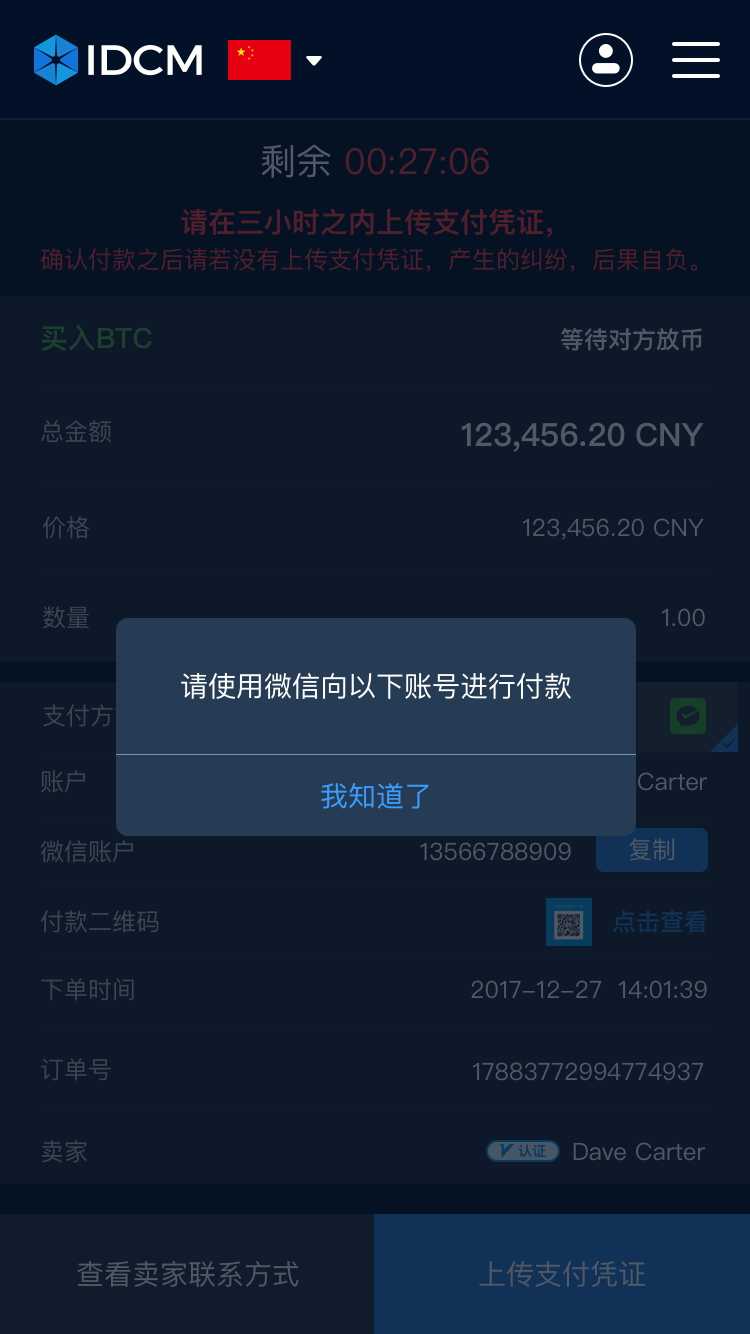 IDCM
剩余 00:27:06
请在三小时之内上传支付凭证，
确认付款之后请若没有上传支付凭证，产生的纠纷，后果自负。
买入BTC 等待对方放币
总金额 123,456.20 CNY
价格 123,456.20 CNY
数量 1.00
请使用微信向以下账号进行付款
我知道了
支付方
账户 Carter
微信账户 13566788909 复制
付款二维码 点击查看
下单时间 2017-12-27 14:01:39
订单号 17883772994774937
卖家 V 认证 Dave Carter
查看卖家联系方式 上传支付凭证